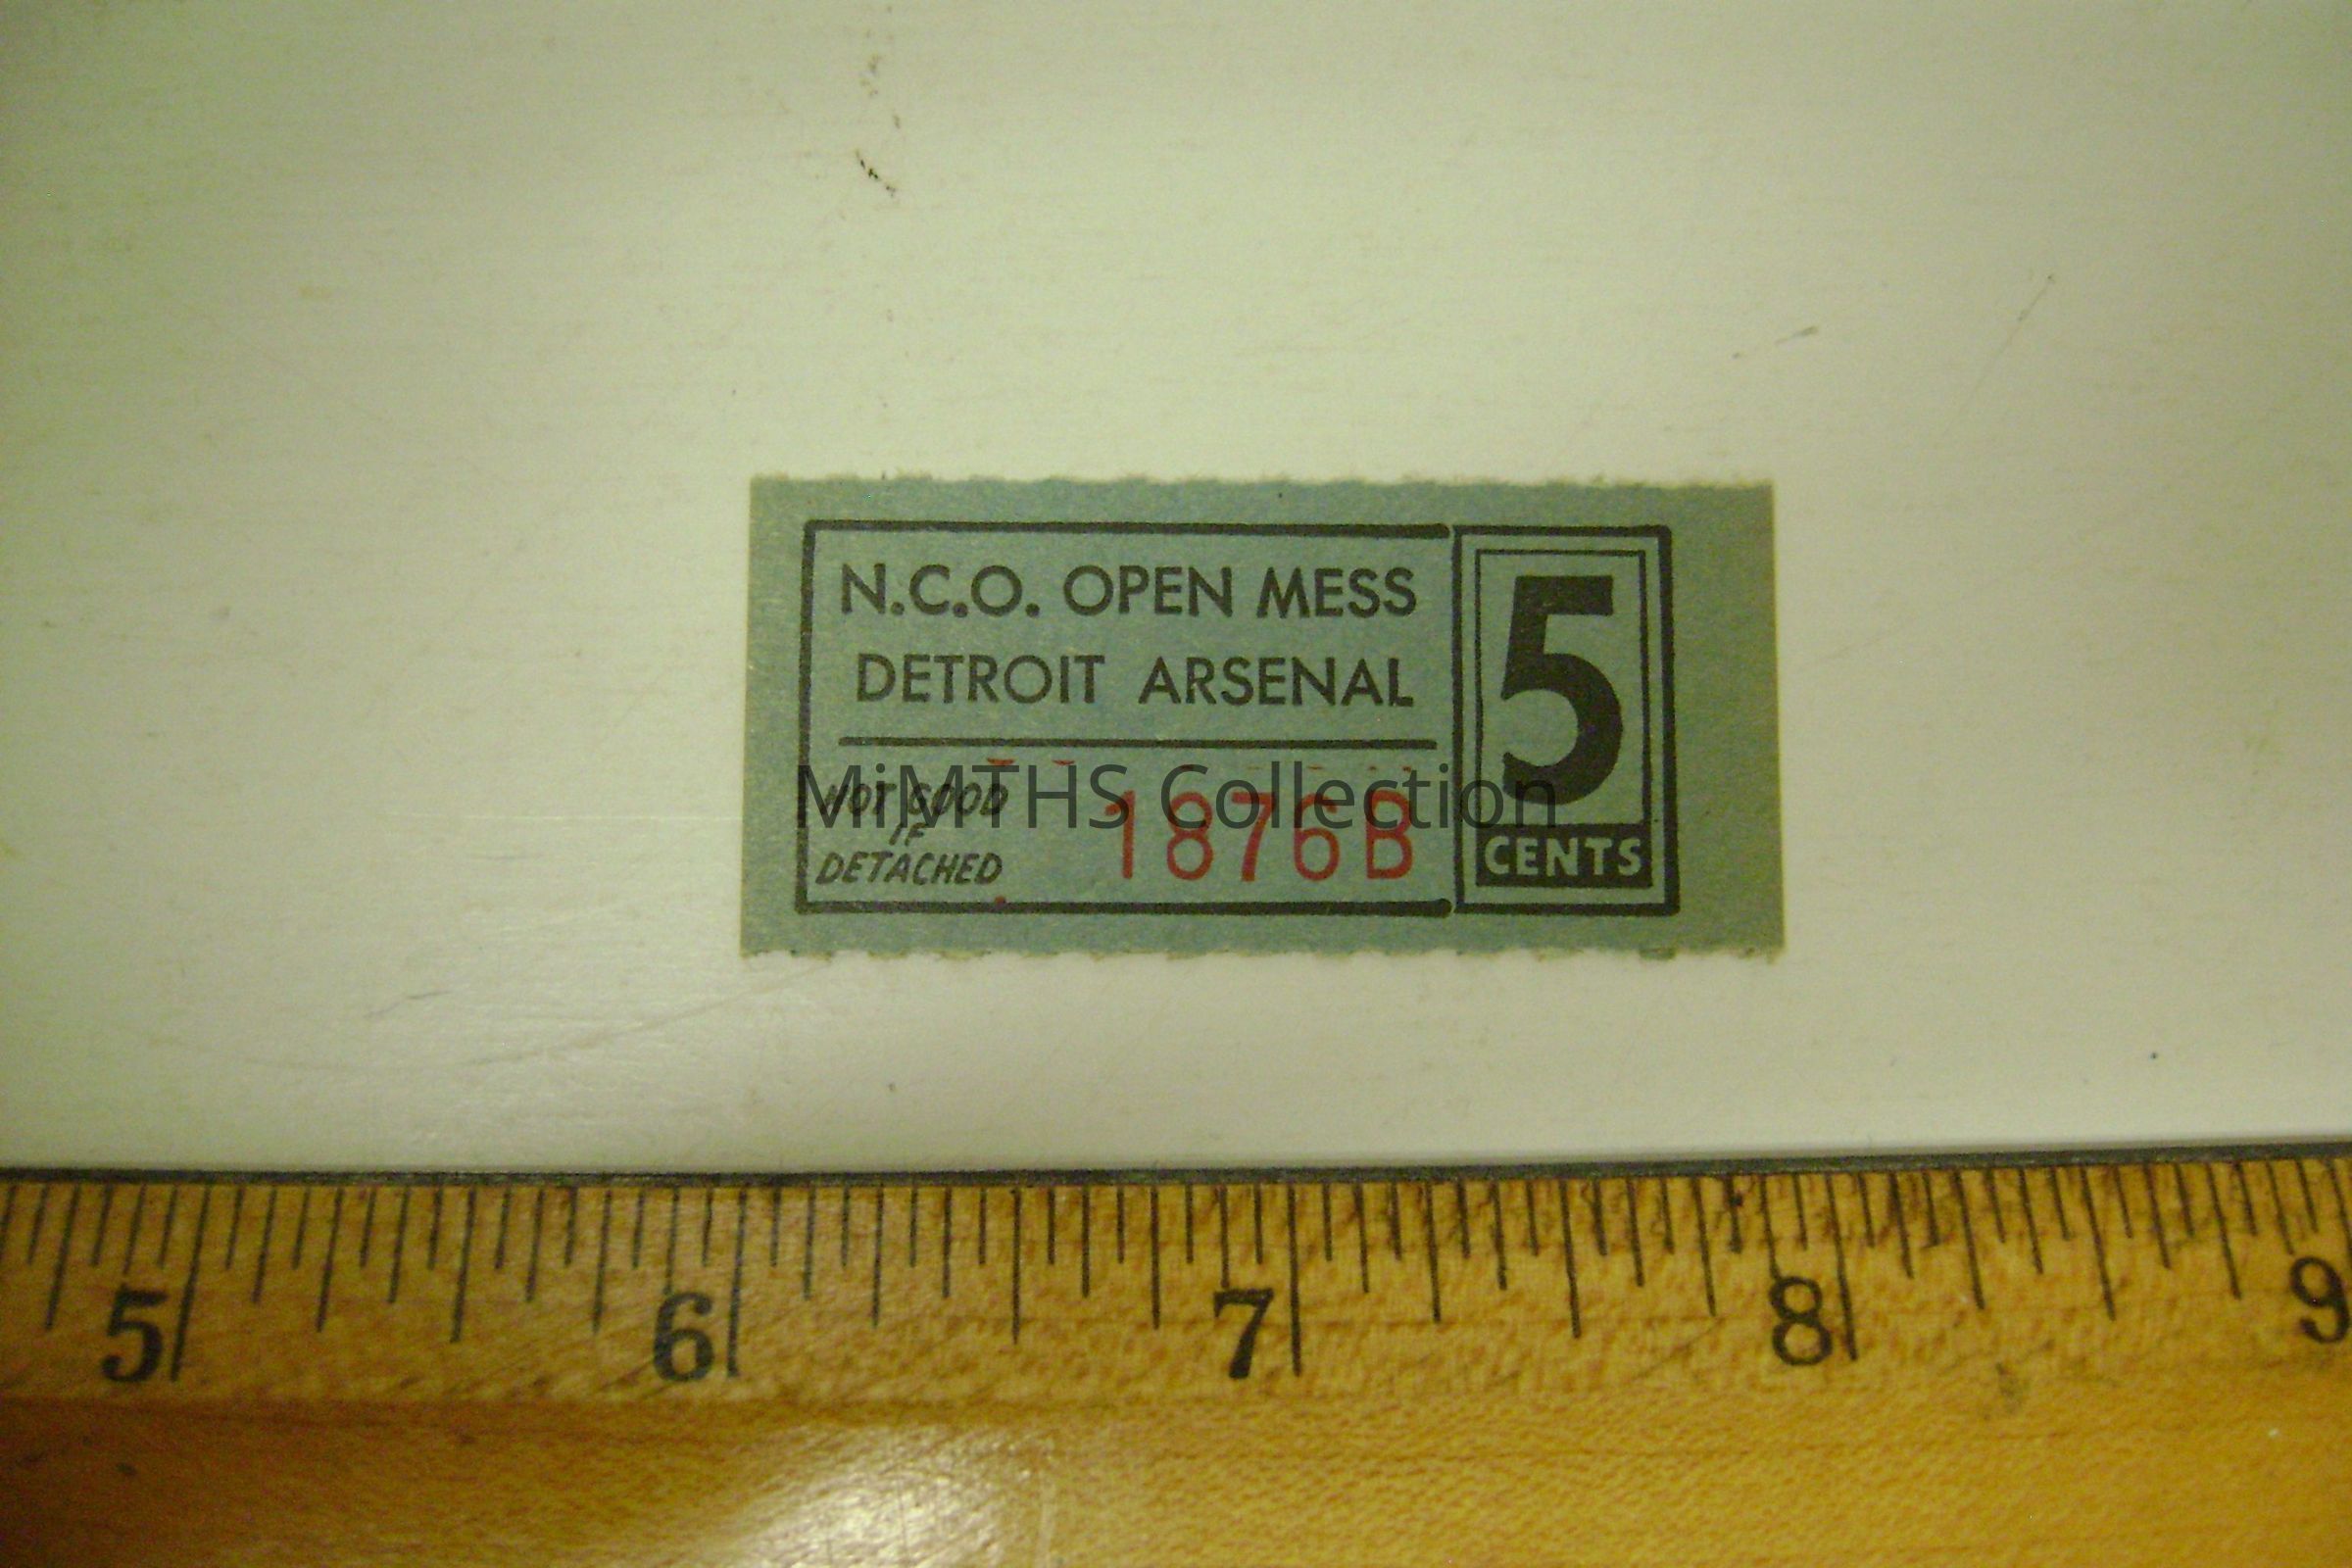 N.C.O. OPEN MESS
DETROIT ARSENAL
NOT GOOD
IF
DETACHED
1876B
5
CENTS
MiMTHS Collection
5 6 7 8 9